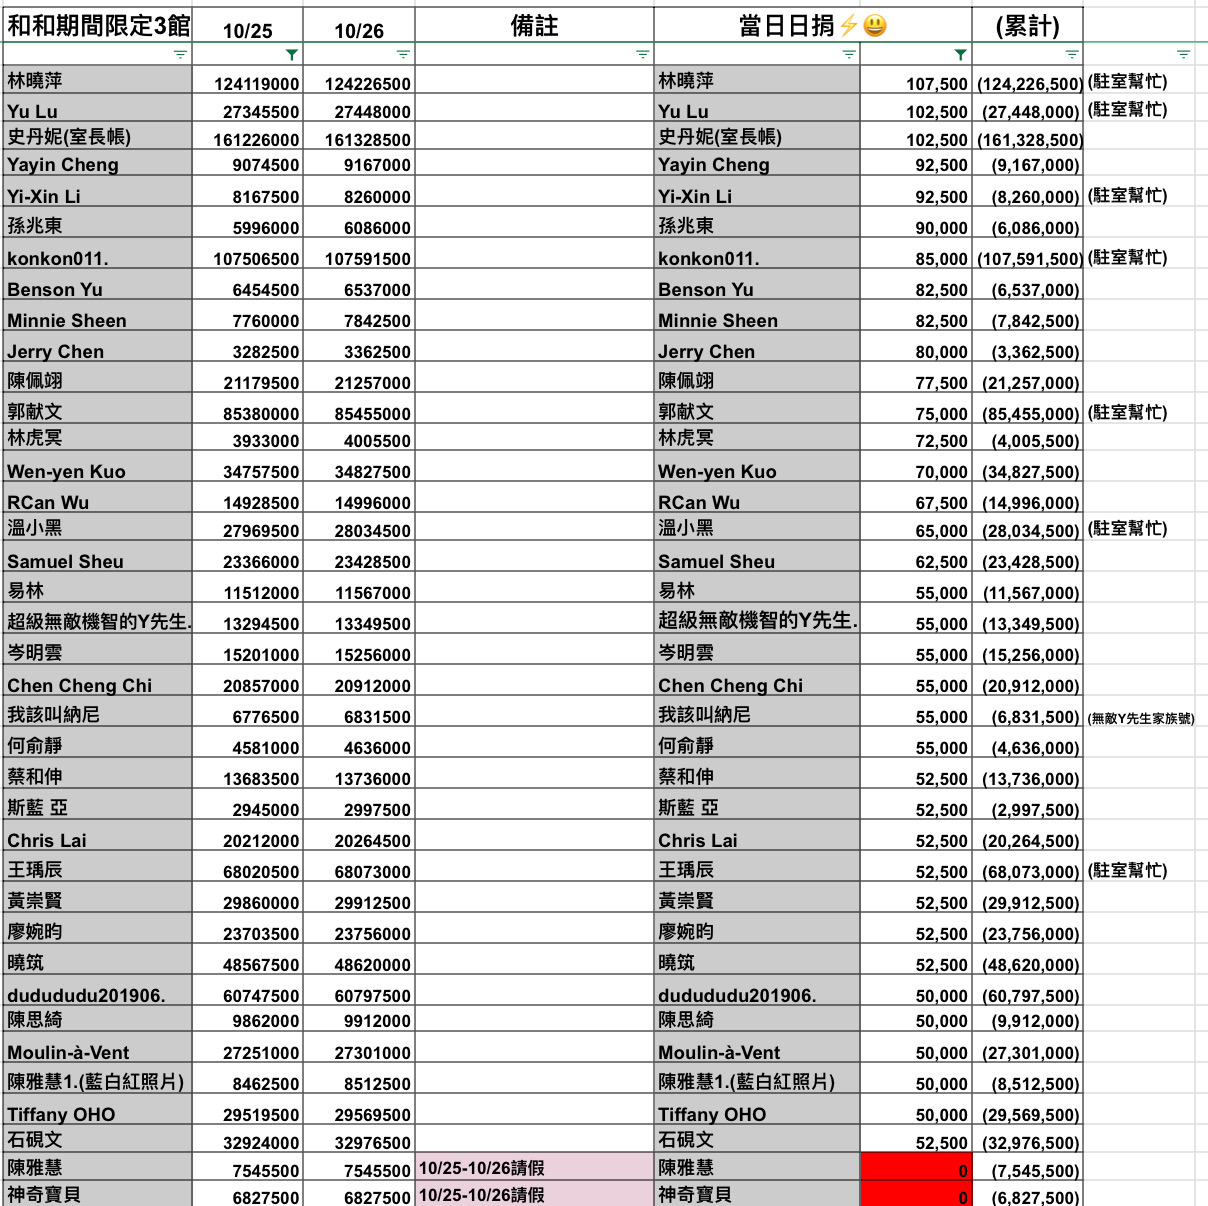 和和期間限定3館 10/25 10/26 備註 當日日捐⚡😃 (累計)
林曉萍 124119000 124226500 林曉萍 107,500 (124,226,500) (駐室幫忙)
Yu Lu 27345500 27448000 Yu Lu 102,500 (27,448,000) (駐室幫忙)
史丹妮(室長帳) 161226000 161328500 史丹妮(室長帳) 102,500 (161,328,500)
Yayin Cheng 9074500 9167000 Yayin Cheng 92,500 (9,167,000)
Yi-Xin Li 8167500 8260000 Yi-Xin Li 92,500 (8,260,000) (駐室幫忙)
孫兆東 5996000 6086000 孫兆東 90,000 (6,086,000)
konkon011. 107506500 107591500 konkon011. 85,000 (107,591,500) (駐室幫忙)
Benson Yu 6454500 6537000 Benson Yu 82,500 (6,537,000)
Minnie Sheen 7760000 7842500 Minnie Sheen 82,500 (7,842,500)
Jerry Chen 3282500 3362500 Jerry Chen 80,000 (3,362,500)
陳佩翊 21179500 21257000 陳佩翊 77,500 (21,257,000)
郭献文 85380000 85455000 郭献文 75,000 (85,455,000) (駐室幫忙)
林虎冥 3933000 4005500 林虎冥 72,500 (4,005,500)
Wen-yen Kuo 34757500 34827500 Wen-yen Kuo 70,000 (34,827,500)
RCan Wu 14928500 14996000 RCan Wu 67,500 (14,996,000)
溫小黑 27969500 28034500 溫小黑 65,000 (28,034,500) (駐室幫忙)
Samuel Sheu 23366000 23428500 Samuel Sheu 62,500 (23,428,500)
易林 11512000 11567000 易林 55,000 (11,567,000)
超級無敵機智的Y先生. 13294500 13349500 超級無敵機智的Y先生. 55,000 (13,349,500)
岑明雲 15201000 15256000 岑明雲 55,000 (15,256,000)
Chen Cheng Chi 20857000 20912000 Chen Cheng Chi 55,000 (20,912,000)
我該叫納尼 6776500 6831500 我該叫納尼 55,000 (6,831,500) (無敵Y先生家族號)
何俞靜 4581000 4636000 何俞靜 55,000 (4,636,000)
蔡和伸 13683500 13736000 蔡和伸 52,500 (13,736,000)
斯藍 亞 2945000 2997500 斯藍 亞 52,500 (2,997,500)
Chris Lai 20212000 20264500 Chris Lai 52,500 (20,264,500)
王瑀辰 68020500 68073000 王瑀辰 52,500 (68,073,000) (駐室幫忙)
黃崇賢 29860000 29912500 黃崇賢 52,500 (29,912,500)
廖婉昀 23703500 23756000 廖婉昀 52,500 (23,756,000)
曉筑 48567500 48620000 曉筑 52,500 (48,620,000)
dudududu201906. 60747500 60797500 dudududu201906. 50,000 (60,797,500)
陳思綺 9862000 9912000 陳思綺 50,000 (9,912,000)
Moulin-à-Vent 27251000 27301000 Moulin-à-Vent 50,000 (27,301,000)
陳雅慧1.(藍白紅照片) 8462500 8512500 陳雅慧1.(藍白紅照片) 50,000 (8,512,500)
Tiffany OHO 29519500 29569500 Tiffany OHO 50,000 (29,569,500)
石硯文 32924000 32976500 石硯文 52,500 (32,976,500)
陳雅慧 7545500 7545500 10/25-10/26請假 陳雅慧 0 (7,545,500)
神奇寶貝 6827500 6827500 10/25-10/26請假 神奇寶貝 0 (6,827,500)